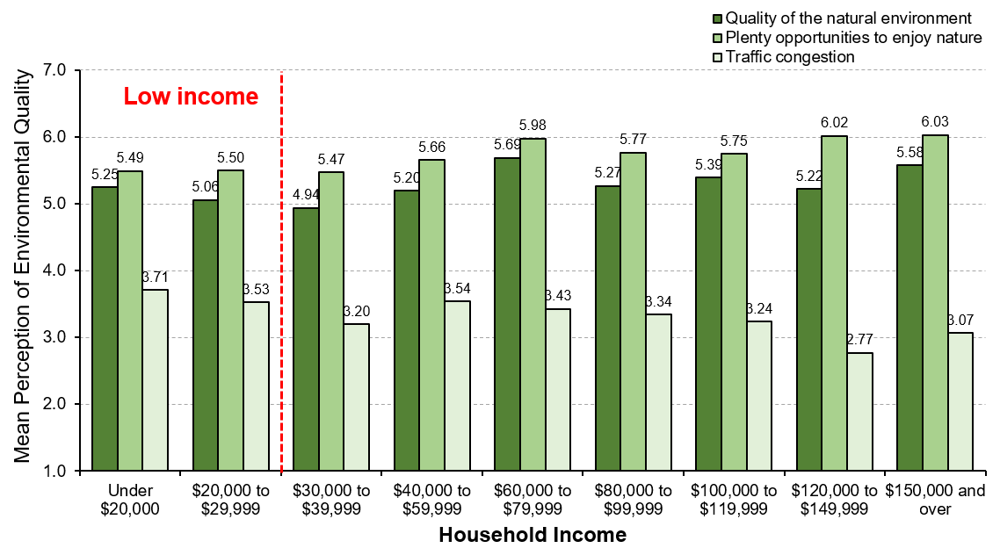 Quality of the natural environment
Plenty opportunities to enjoy nature
Traffic congestion
Mean Perception of Environmental Quality
7.0
6.0
5.0
4.0
3.0
2.0
1.0
Low income
5.25
5.49
3.71
5.06
5.50
3.53
4.94
5.47
3.20
5.20
5.66
3.54
5.69
5.98
3.43
5.27
5.77
3.34
5.39
5.75
3.24
5.22
6.02
2.77
5.58
6.03
3.07
Under
$20,000
$20,000 to
$29,999
$30,000 to
$39,999
$40,000 to
$59,999
$60,000 to
$79,999
$80,000 to
$99,999
$100,000 to
$119,999
$120,000 to
$149,999
$150,000 and
over
Household Income